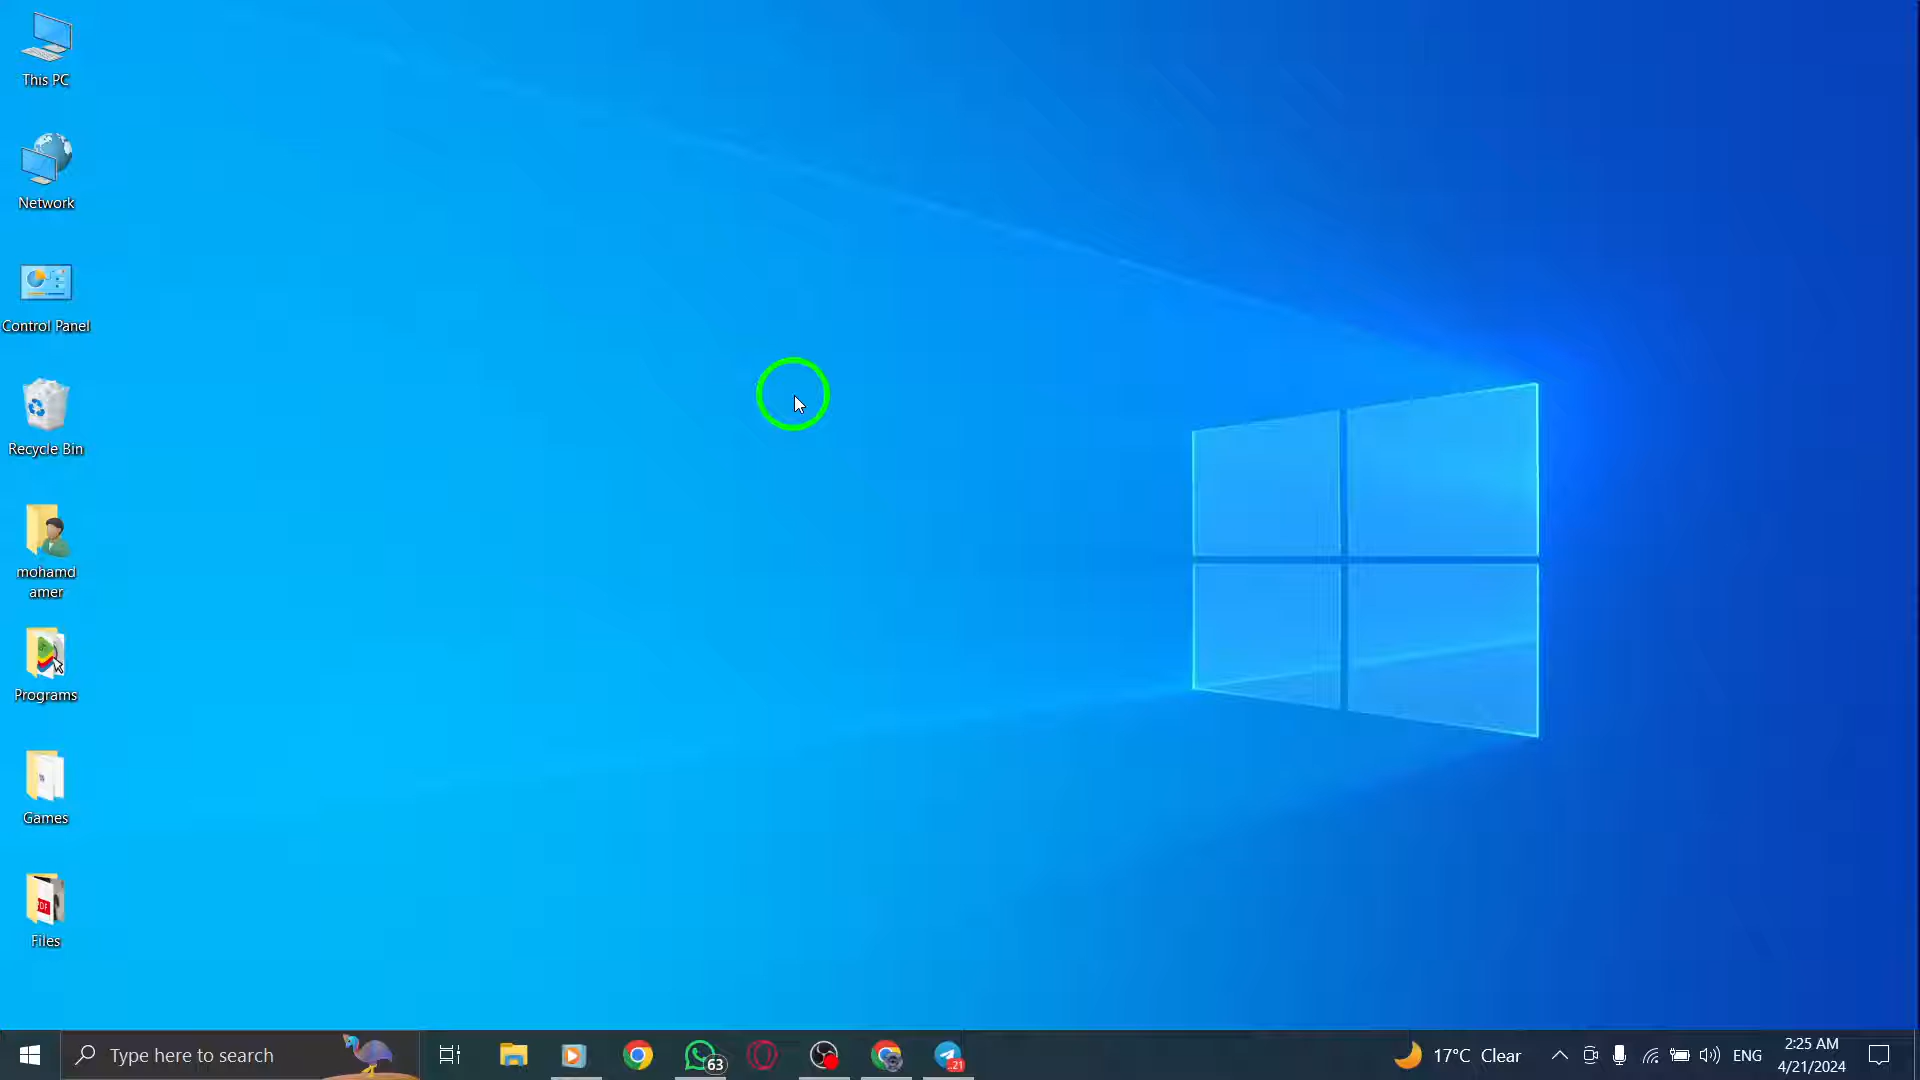 This PC
Network
Control Panel
Recycle Bin
mohamd
amer
Programs
Games
PDF
Files
Type here to search
63
..21
17°C Clear
ENG
2:25 AM
4/21/2024